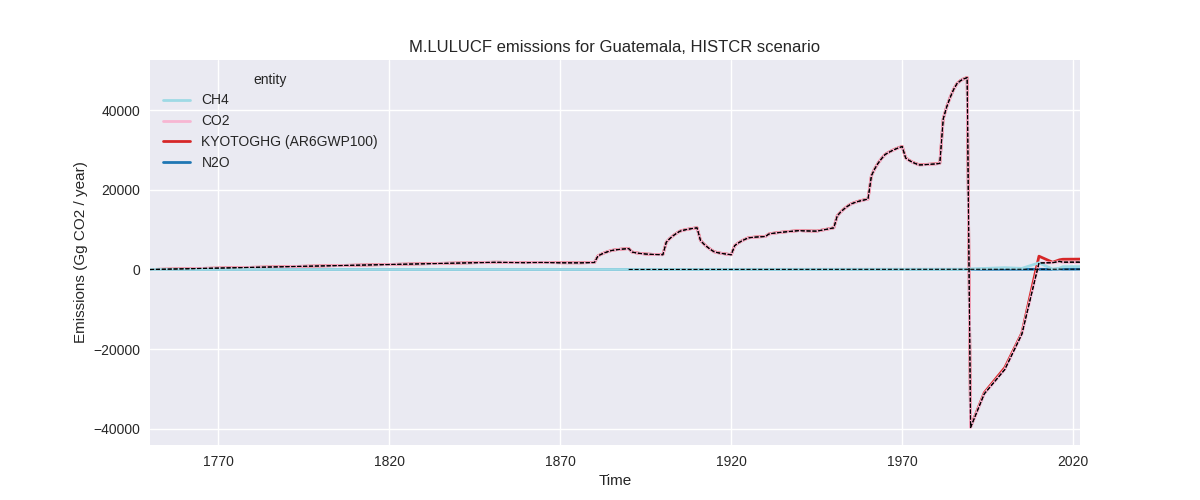 M.LULUCF emissions for Guatemala, HISTCR scenario
entity
CH4
CO2
KYOTOGHG (AR6GWP100)
N2O
Emissions (Gg CO2 / year)
40000
20000
0
−20000
−40000
1770 1820 1870 1920 1970 2020
Time